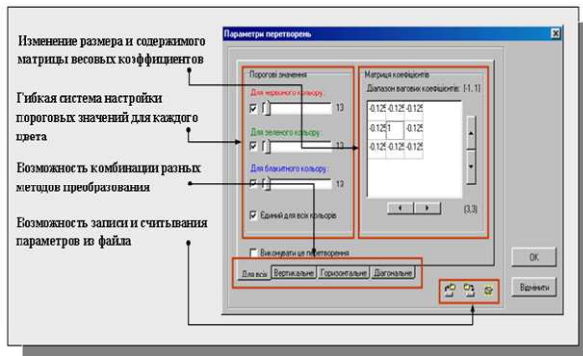 Изменение размера и содержимого
матрицы весовых коэффициентов
Гибкая система настройки
пороговых значений для каждого
цвета
Возможность комбинации разных
методов преобразования
Возможность записи и считывания
параметров из файла
Параметри перетворень
Порогові значення
Для червоного кольору:
13
Для зеленого кольору:
13
Для блакитного кольору:
13
Єдиний для всіх кольорів
Матриця коефіцієнтів
Діапазон вагових коефіцієнтів: [-1, 1]
-0.125 -0.125 -0.125
-0.125 1 -0.125
-0.125 -0.125 -0.125
(3,3)
Виконувати це перетворення
Для всіх Вертикальне Горизонтальне Діагональне
OK
Відмінити